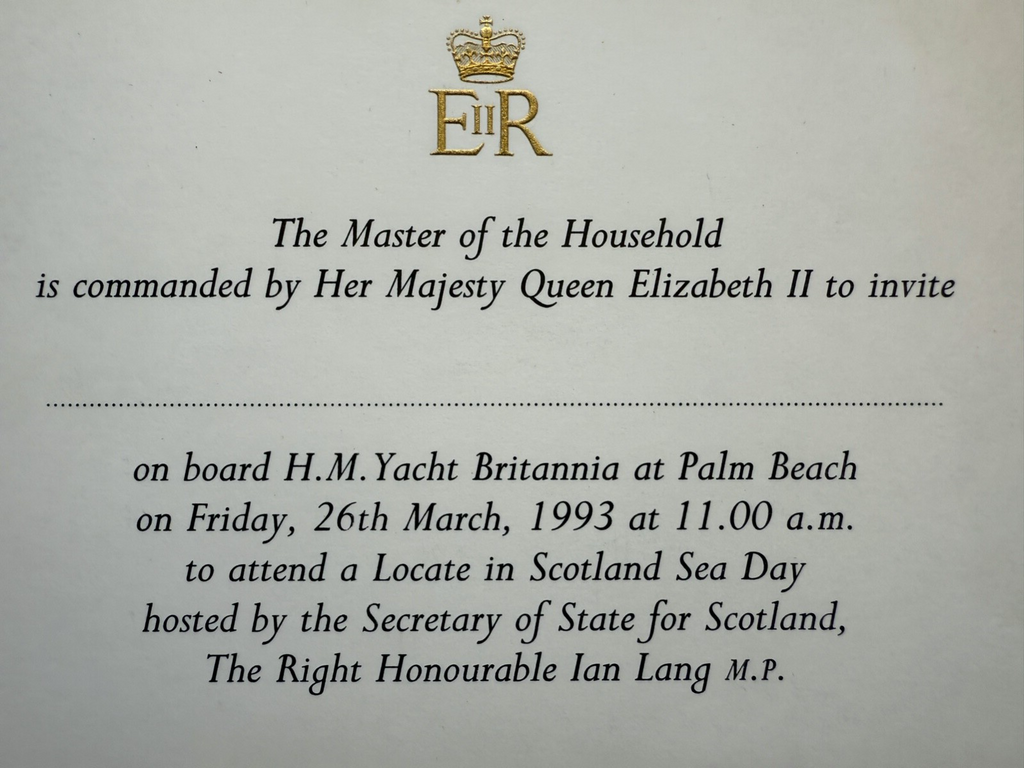 EIIR
The Master of the Household
is commanded by Her Majesty Queen Elizabeth II to invite
on board H.M. Yacht Britannia at Palm Beach
on Friday, 26th March, 1993 at 11.00 a.m.
to attend a Locate in Scotland Sea Day
hosted by the Secretary of State for Scotland,
The Right Honourable Ian Lang M.P.